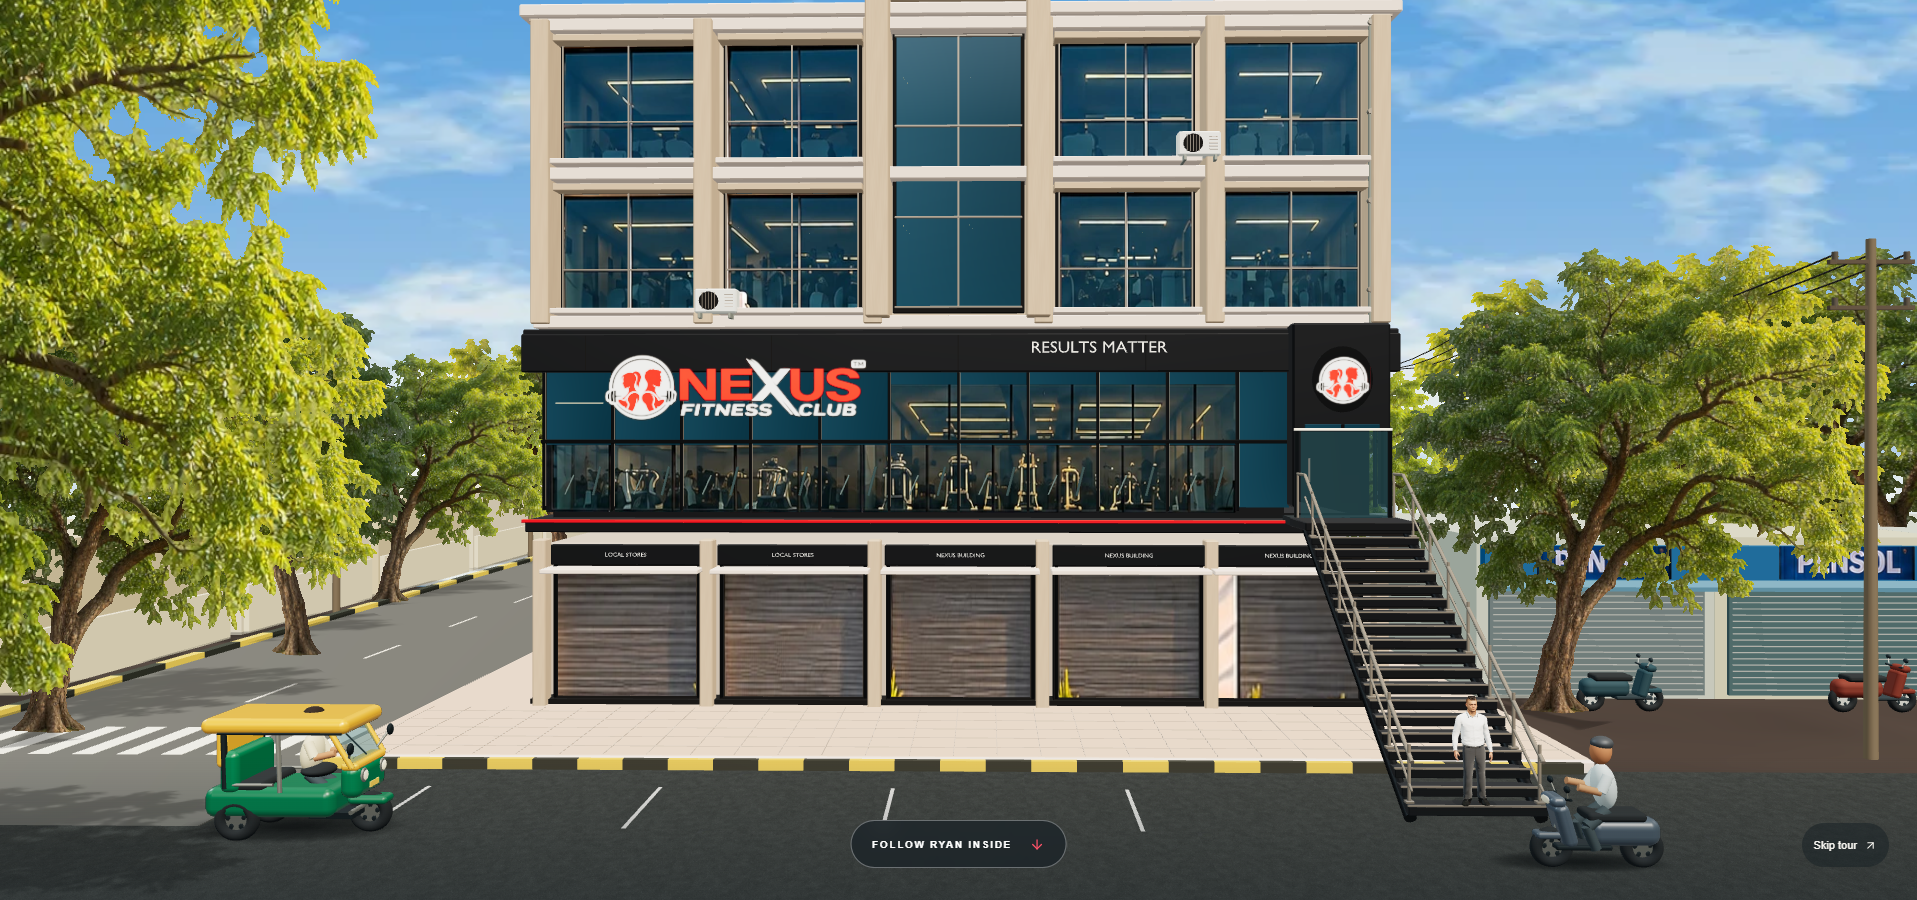 RESULTS MATTER
NEXUS TM
FITNESS CLUB
LOCAL STORES
LOCAL STORES
NEXUS BUILDING
NEXUS BUILDING
NEXUS BUILDING
PENSOL
FOLLOW RYAN INSIDE
Skip tour